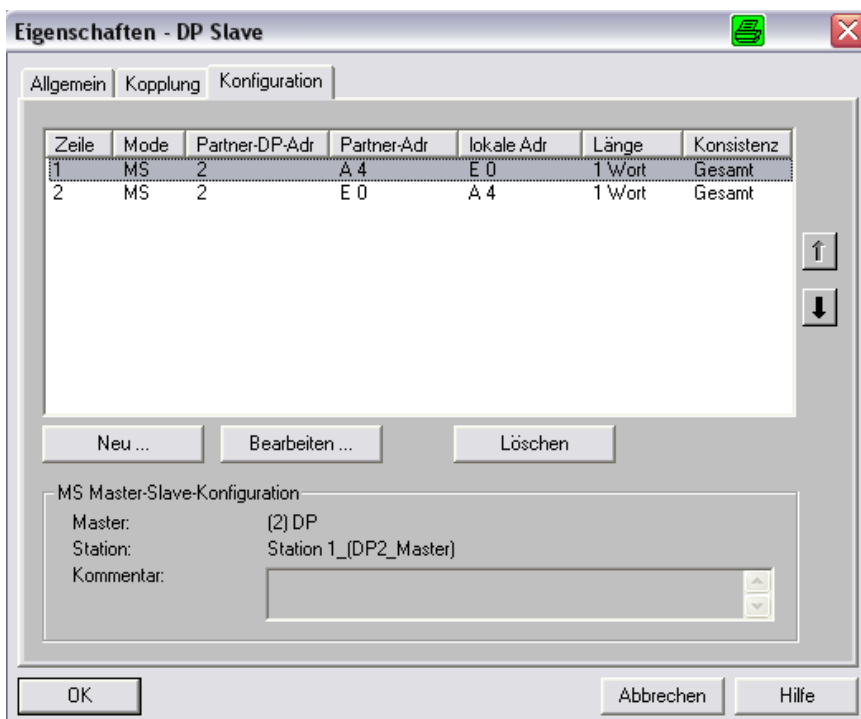 Eigenschaften - DP Slave
Allgemein Kopplung Konfiguration
Zeile Mode Partner-DP-Adr Partner-Adr lokale Adr Länge Konsistenz
1 MS 2 A 4 E 0 1 Wort Gesamt
2 MS 2 E 0 A 4 1 Wort Gesamt
Neu ... Bearbeiten ... Löschen
MS Master-Slave-Konfiguration
Master: (2) DP
Station: Station 1_(DP2_Master)
Kommentar:
OK Abbrechen Hilfe